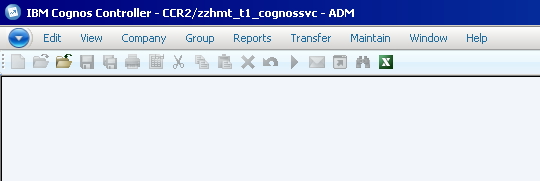 IBM Cognos Controller - CCR2/zzhmt_t1_cognossvc - ADM
Edit View Company Group Reports Transfer Maintain Window Help